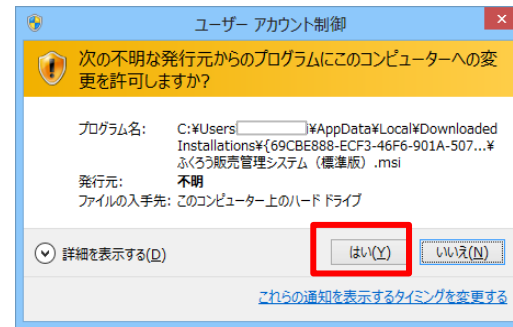 ユーザー アカウント制御
次の不明な発行元からのプログラムにこのコンピューターへの変
更を許可しますか?
プログラム名: C:¥Users i¥AppData¥Local¥Downloaded
Installations¥{69CBE888-ECF3-46F6-901A-507...¥
ふくろう販売管理システム（標準版）.msi
発行元: 不明
ファイルの入手先: このコンピューター上のハード ドライブ
詳細を表示する(D)
はい(Y)
いいえ(N)
これらの通知を表示するタイミングを変更する